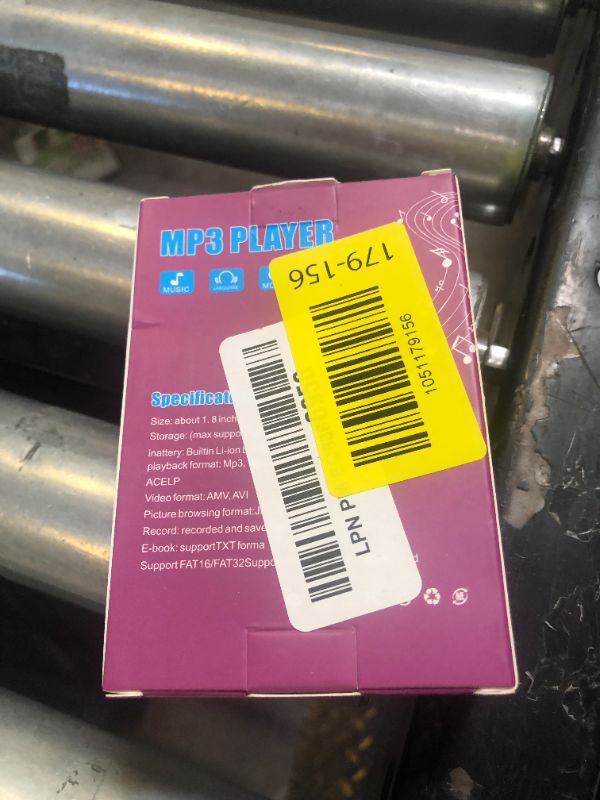 MP3 PLAYER
MUSIC
LANGUAGE
179-156
1051179156
LPN
Size: about 1. 8 inch
Storage: (max suppo
Inattery: Builtin Li-ion
playback format: Mp3,
ACELP
Video format: AMV, AVI
Picture browsing format:
Record: recorded and save
E-book: supportTXT forma
Support FAT16/FAT32Suppo